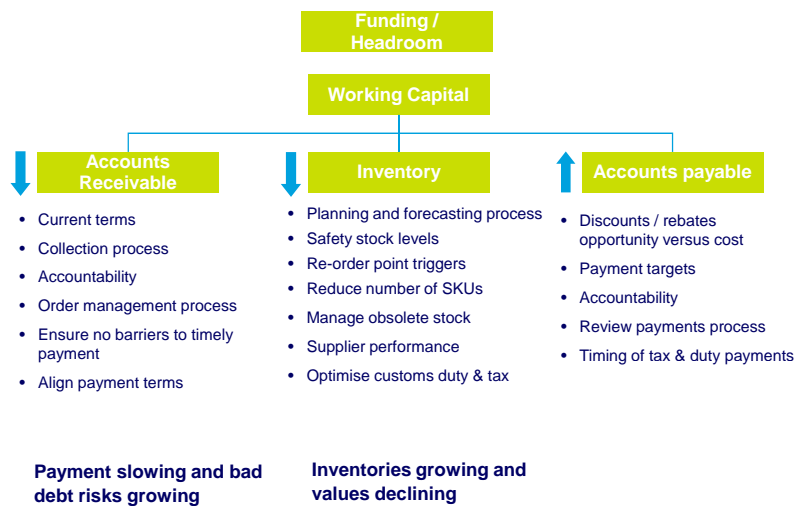 Funding /
Headroom
Working Capital
Accounts
Receivable
• Current terms
• Collection process
• Accountability
• Order management process
• Ensure no barriers to timely
payment
• Align payment terms
Payment slowing and bad
debt risks growing
Inventory
• Planning and forecasting process
• Safety stock levels
• Re-order point triggers
• Reduce number of SKUs
• Manage obsolete stock
• Supplier performance
• Optimise customs duty & tax
Inventories growing and
values declining
Accounts payable
• Discounts / rebates
opportunity versus cost
• Payment targets
• Accountability
• Review payments process
• Timing of tax & duty payments